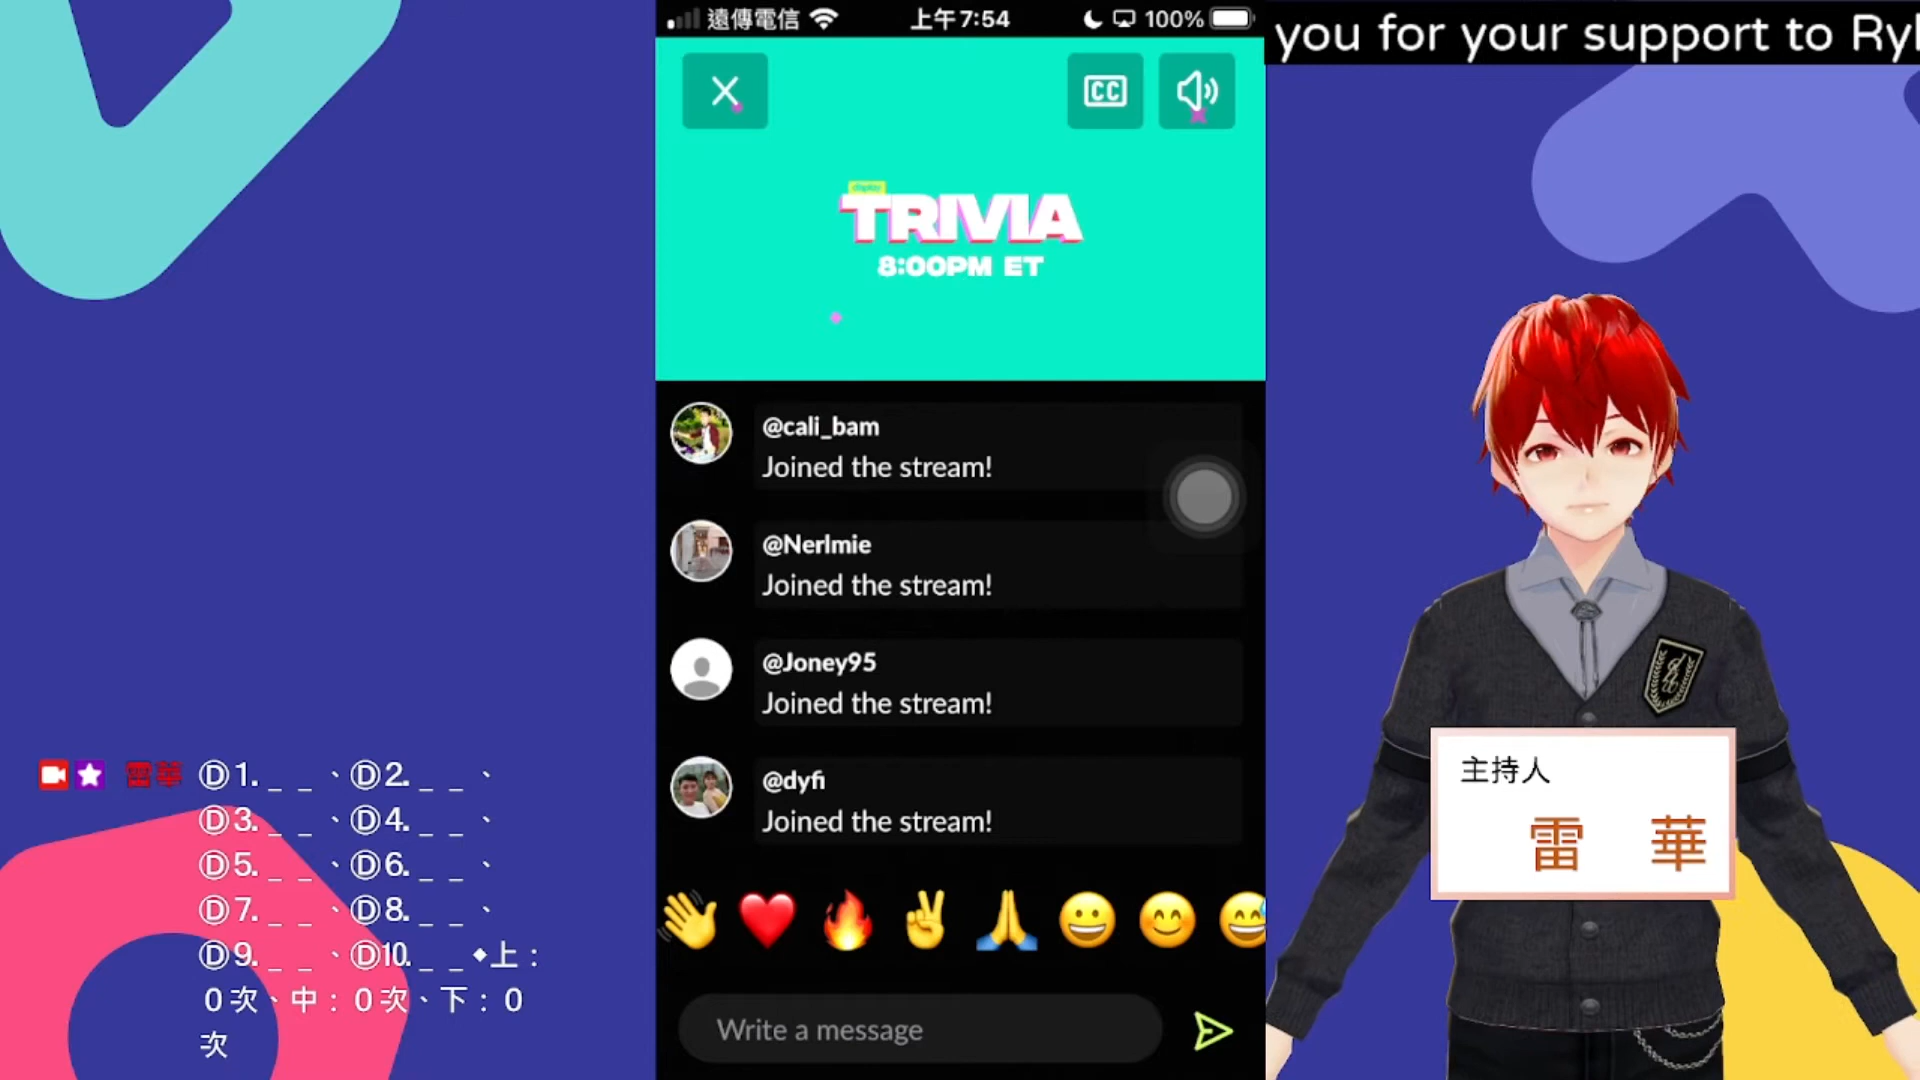 遠傳電信 上午7:54 100%
you for your support to Ry
CC
display
TRIVIA
8:00PM ET
@cali_bam
Joined the stream!
@Nerlmie
Joined the stream!
@Joney95
Joined the stream!
@dyfi
Joined the stream!
Write a message
雷華 Ⓓ1. _ _ 、Ⓓ2. _ _ 、
Ⓓ3. _ _ 、Ⓓ4. _ _ 、
Ⓓ5. _ _ 、Ⓓ6. _ _ 、
Ⓓ7. _ _ 、Ⓓ8. _ _ 、
Ⓓ9. _ _ 、Ⓓ10. _ _ ◆上：
0次、中：0次、下：0
次
主持人
雷 華